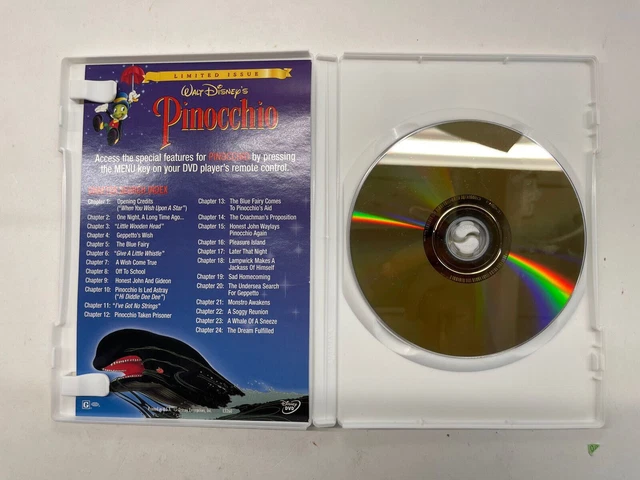 LIMITED ISSUE
WALT DISNEY'S
Pinocchio
Access the special features for PINOCCHIO by pressing
the MENU key on your DVD player's remote control.
Chapter 1: Opening Credits
("When You Wish Upon A Star")
Chapter 2: One Night, A Long Time Ago...
Chapter 3: "Little Wooden Head"
Chapter 4: Geppetto's Wish
Chapter 5: The Blue Fairy
Chapter 6: "Give A Little Whistle"
Chapter 7: A Wish Come True
Chapter 8: Off To School
Chapter 9: Honest John And Gideon
Chapter 10: Pinocchio Is Led Astray
("Hi Diddle Dee Dee")
Chapter 11: "I've Got No Strings"
Chapter 12: Pinocchio Taken Prisoner
Chapter 13: The Blue Fairy Comes
To Pinocchio's Aid
Chapter 14: The Coachman's Proposition
Chapter 15: Honest John Waylays
Pinocchio Again
Chapter 16: Pleasure Island
Chapter 17: Later That Night
Chapter 18: Lampwick Makes A
Jackass Of Himself
Chapter 19: Sad Homecoming
Chapter 20: The Undersea Search
For Geppetto
Chapter 21: Monstro Awakens
Chapter 22: A Soggy Reunion
Chapter 23: A Whale Of A Sneeze
Chapter 24: The Dream Fulfilled
G
Disney
DVD